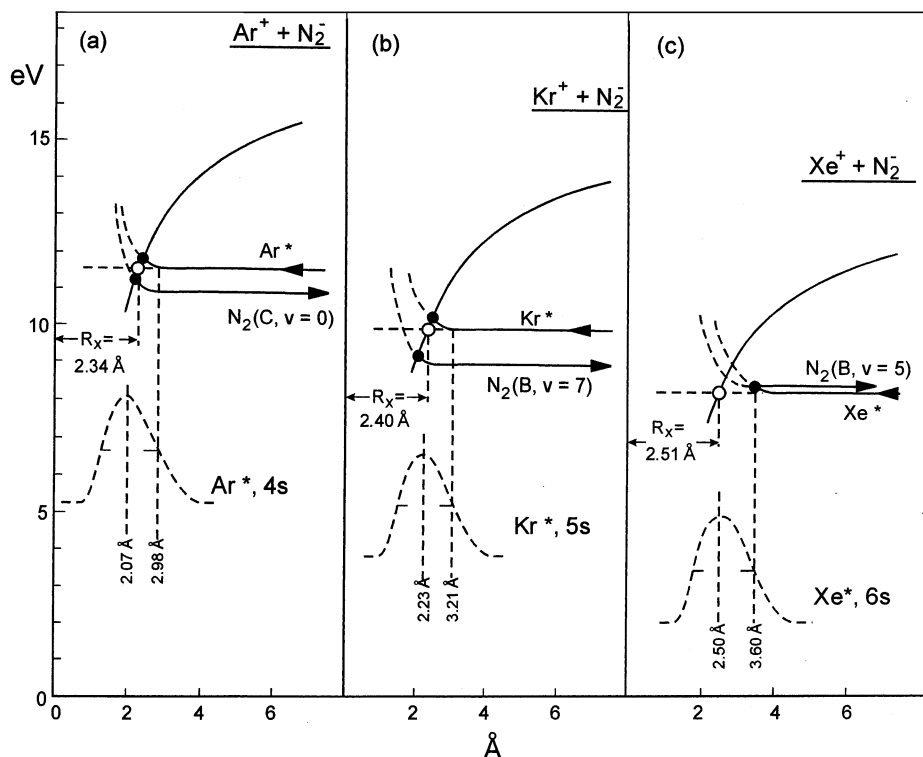 (a)
Ar⁺ + N₂⁻
(b)
Kr⁺ + N₂⁻
(c)
Xe⁺ + N₂⁻
eV
15
10
5
0
Ar *
N₂(C, v = 0)
Rₓ=
2.34 Å
Ar *, 4s
2.07 Å
2.98 Å
Kr *
N₂(B, v = 7)
Rₓ=
2.40 Å
Kr *, 5s
2.23 Å
3.21 Å
N₂(B, v = 5)
Xe *
Rₓ=
2.51 Å
Xe*, 6s
2.50 Å
3.60 Å
0 2 4 6
2 4 6
2 4 6
Å